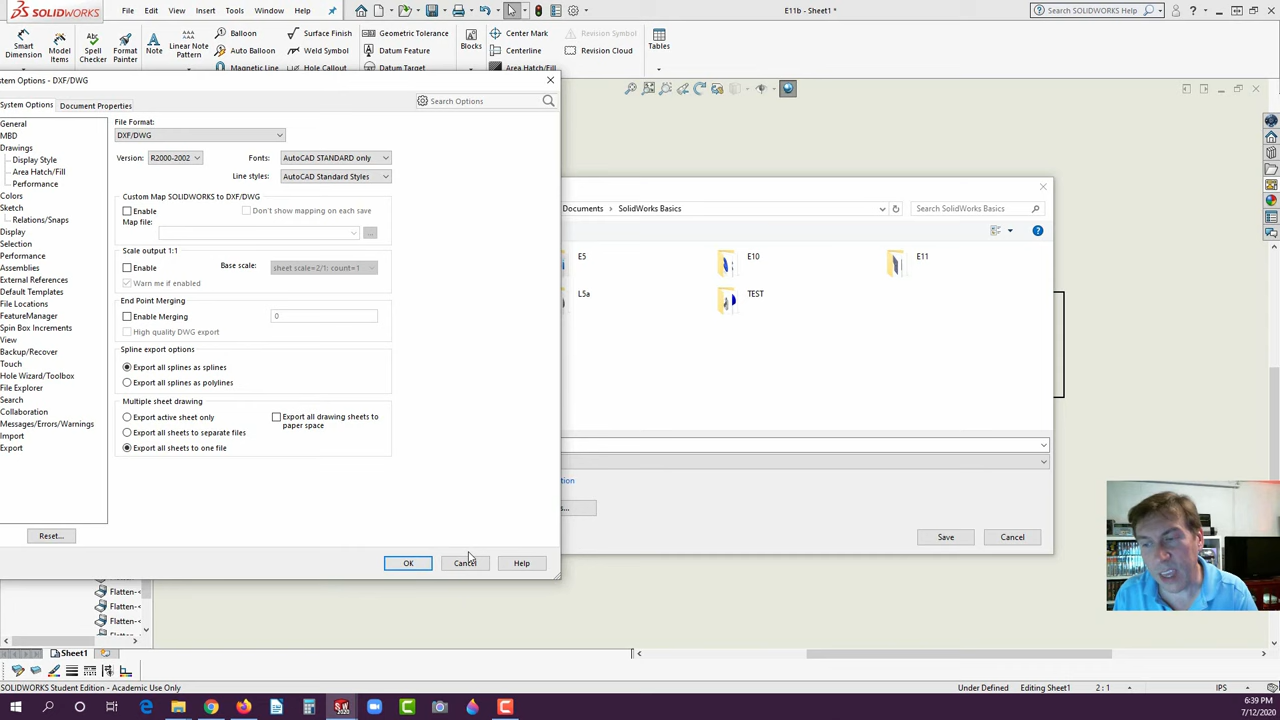 SOLIDWORKS File Edit View Insert Tools Window Help E11b - Sheet1 * Search SOLIDWORKS Help
Smart Dimension Model Items Spell Checker Format Painter Note Linear Note Pattern Balloon Surface Finish Geometric Tolerance Blocks Center Mark Revision Symbol Tables
Auto Balloon Weld Symbol Datum Feature Centerline Revision Cloud
Magnetic Line Hole Callout Datum Target Area Hatch/Fill
stem Options - DXF/DWG
System Options Document Properties Search Options
General
MBD
Drawings
Display Style
Area Hatch/Fill
Performance
Colors
Sketch
Relations/Snaps
Display
Selection
Performance
Assemblies
External References
Default Templates
File Locations
FeatureManager
Spin Box Increments
View
Backup/Recover
Touch
Hole Wizard/Toolbox
File Explorer
Search
Collaboration
Messages/Errors/Warnings
Import
Export
Reset...
File Format:
DXF/DWG
Version: R2000-2002 Fonts: AutoCAD STANDARD only
Line styles: AutoCAD Standard Styles
Custom Map SOLIDWORKS to DXF/DWG
Enable Don't show mapping on each save
Map file: ...
Scale output 1:1
Enable Base scale: sheet scale=2/1: count=1
Warn me if enabled
End Point Merging
Enable Merging 0
High quality DWG export
Spline export options
Export all splines as splines
Export all splines as polylines
Multiple sheet drawing
Export active sheet only Export all drawing sheets to
paper space
Export all sheets to separate files
Export all sheets to one file
OK Cancel Help
Documents > SolidWorks Basics Search SolidWorks Basics
E5 E10 E11
L5a TEST
tion
s...
Save Cancel
Flatten-<
Flatten-<
Flatten-<
Flatten-<
Sheet1
SOLIDWORKS Student Edition - Academic Use Only Under Defined Editing Sheet1 2 : 1 IPS
SW
2020
6:39 PM
7/12/2020